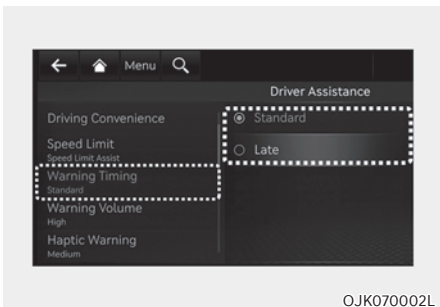 Menu
Driver Assistance
Driving Convenience
Speed Limit
Speed Limit Assist
Warning Timing
Standard
Warning Volume
High
Haptic Warning
Medium
Standard
Late
OJK070002L